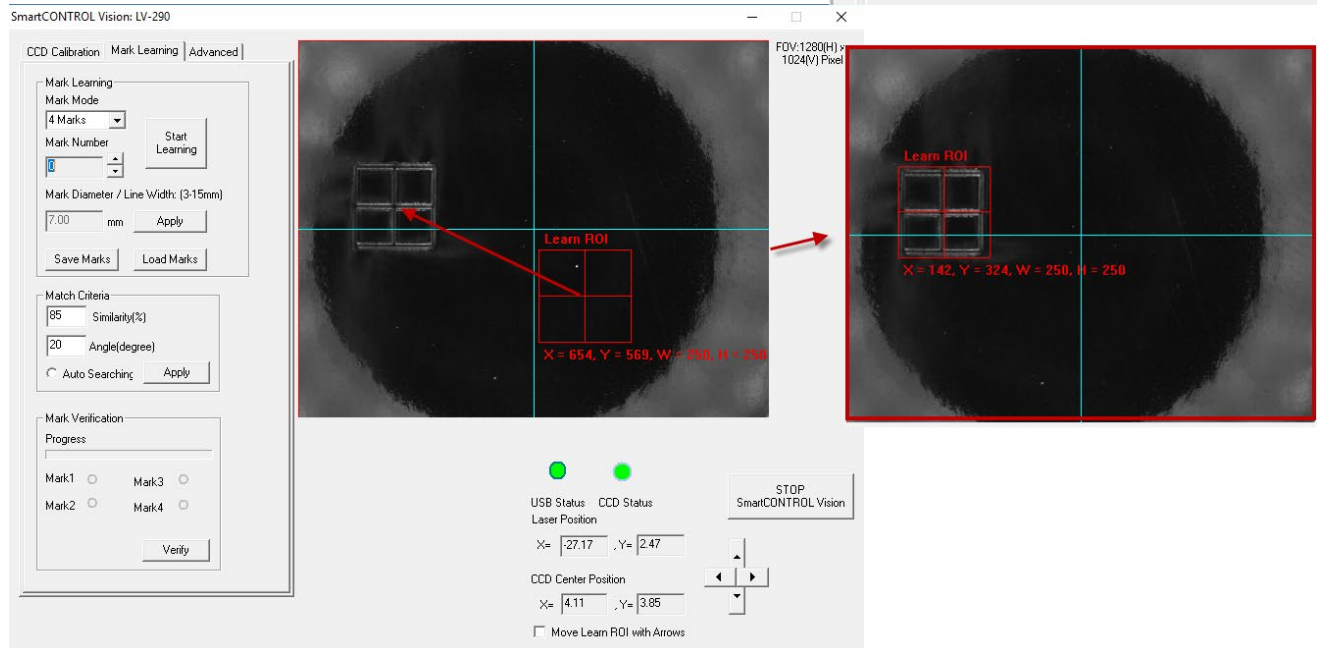 SmartCONTROL Vision: LV-290
CCD Calibration
Mark Learning
Advanced
Mark Learning
Mark Mode
4 Marks
Start
Learning
Mark Number
0
Mark Diameter / Line Width: (3-15mm)
7.00
mm
Apply
Save Marks
Load Marks
Match Criteria
85
Similarity(%)
20
Angle(degree)
Auto Searching
Apply
Mark Verification
Progress
Mark1
Mark3
Mark2
Mark4
Verify
Learn ROI
X = 654, Y = 569, W = 250, H = 250
FOV:1280(H) x
1024(V) Pixel
Learn ROI
X = 142, Y = 324, W = 250, H = 250
USB Status
CCD Status
Laser Position
X= -27.17 ,Y= 2.47
CCD Center Position
X= 4.11 ,Y= 3.85
Move Learn ROI with Arrows
STOP
SmartCONTROL Vision